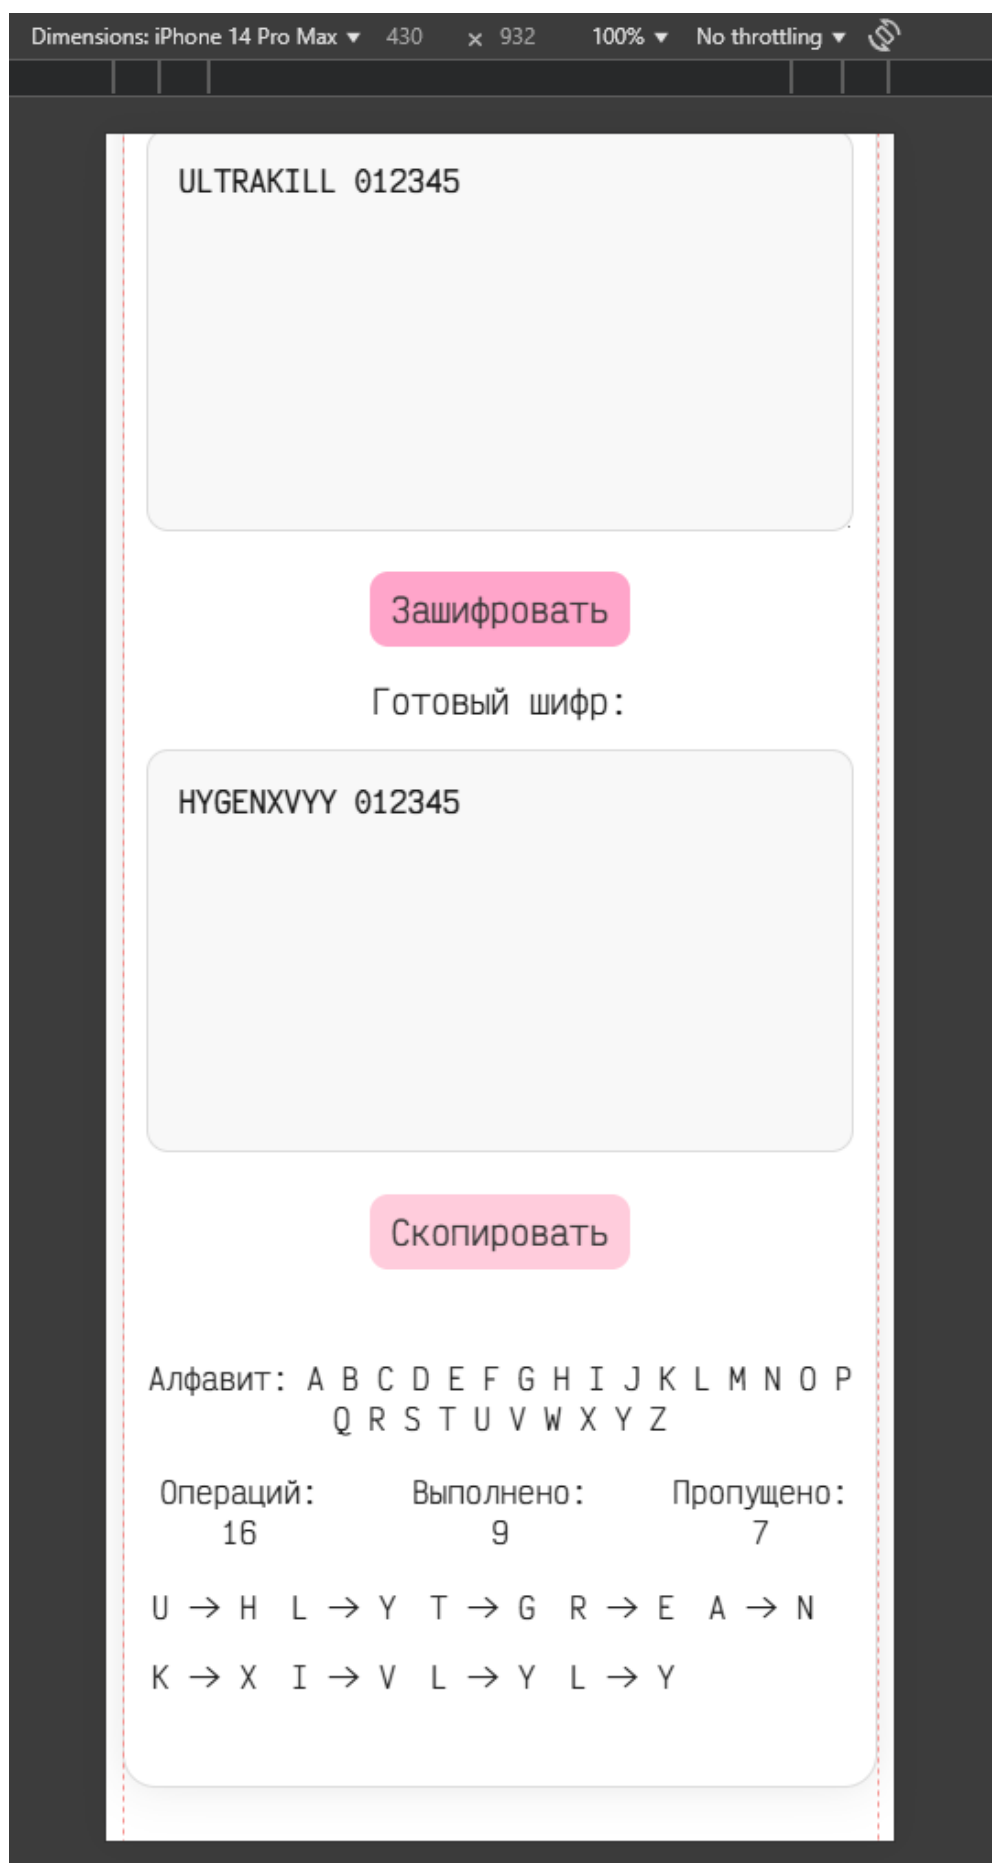 Dimensions: iPhone 14 Pro Max ▼ 430 × 932 100% ▼ No throttling ▼
ULTRAKILL 012345
Зашифровать
Готовый шифр:
HYGENXVYY 012345
Скопировать
Алфавит: A B C D E F G H I J K L M N O P
Q R S T U V W X Y Z
Операций: Выполнено: Пропущено:
16 9 7
U → H L → Y T → G R → E A → N
K → X I → V L → Y L → Y